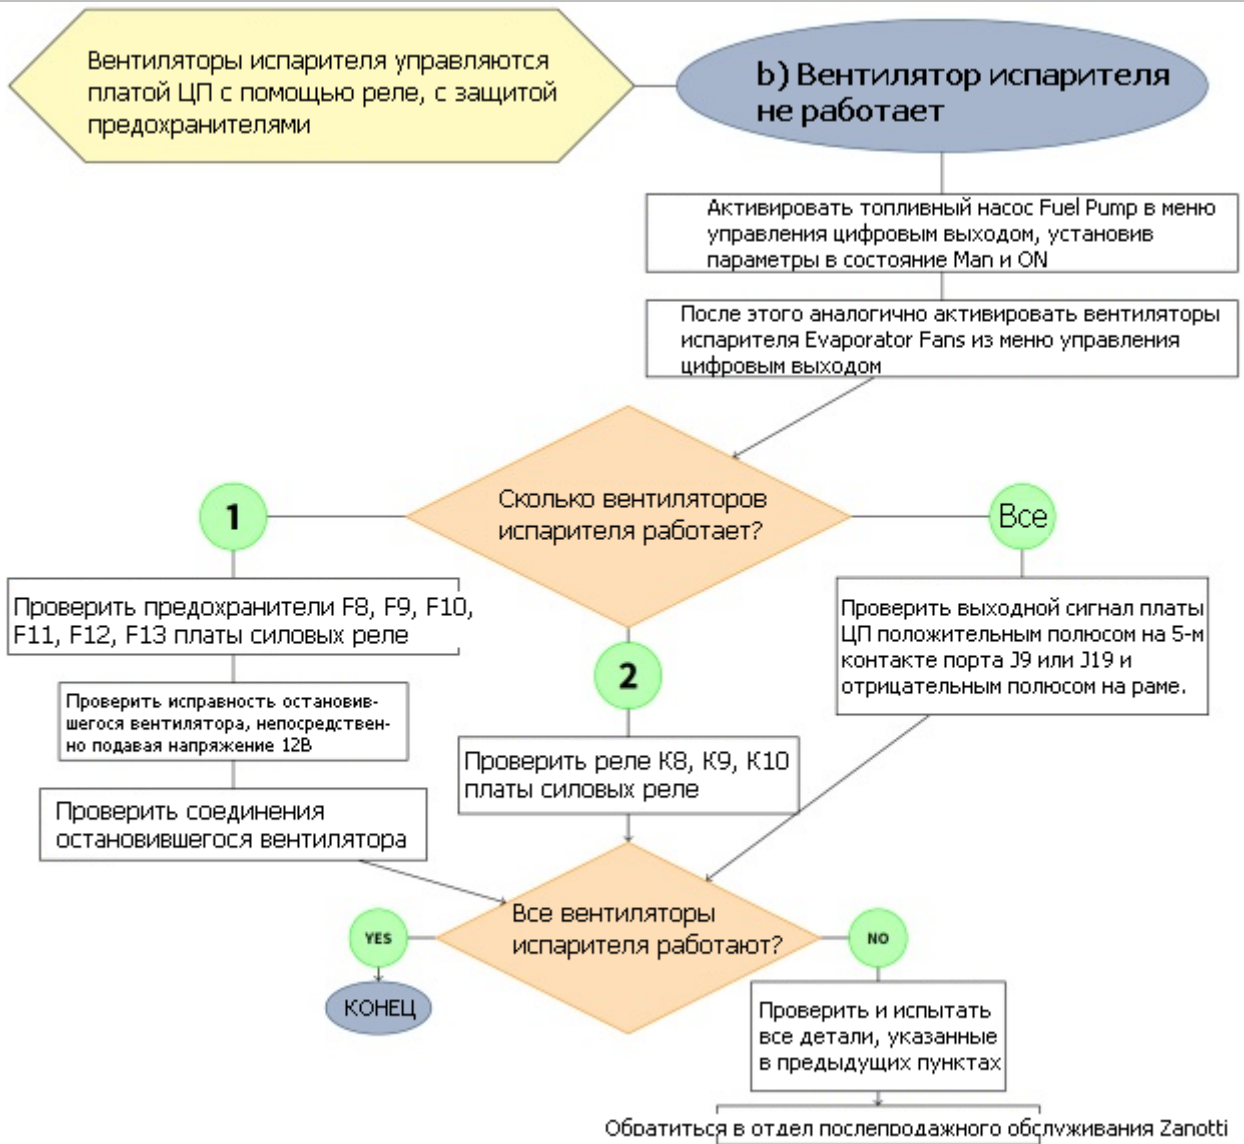 Вентиляторы испарителя управляются
платой ЦП с помощью реле, с защитой
предохранителями
b) Вентилятор испарителя
не работает
Активировать топливный насос Fuel Pump в меню
управления цифровым выходом, установив
параметры в состояние Man и ON
После этого аналогично активировать вентиляторы
испарителя Evaporator Fans из меню управления
цифровым выходом
Сколько вентиляторов
испарителя работает?
1
Все
Проверить предохранители F8, F9, F10,
F11, F12, F13 платы силовых реле
Проверить выходной сигнал платы
ЦП положительным полюсом на 5-м
контакте порта J9 или J19 и
отрицательным полюсом на раме.
2
Проверить исправность остановив-
шегося вентилятора, непосредствен-
но подавая напряжение 12В
Проверить реле К8, К9, К10
платы силовых реле
Проверить соединения
остановившегося вентилятора
Все вентиляторы
испарителя работают?
YES
NO
КОНЕЦ
Проверить и испытать
все детали, указанные
в предыдущих пунктах
Обратиться в отдел послепродажного обслуживания Zanotti